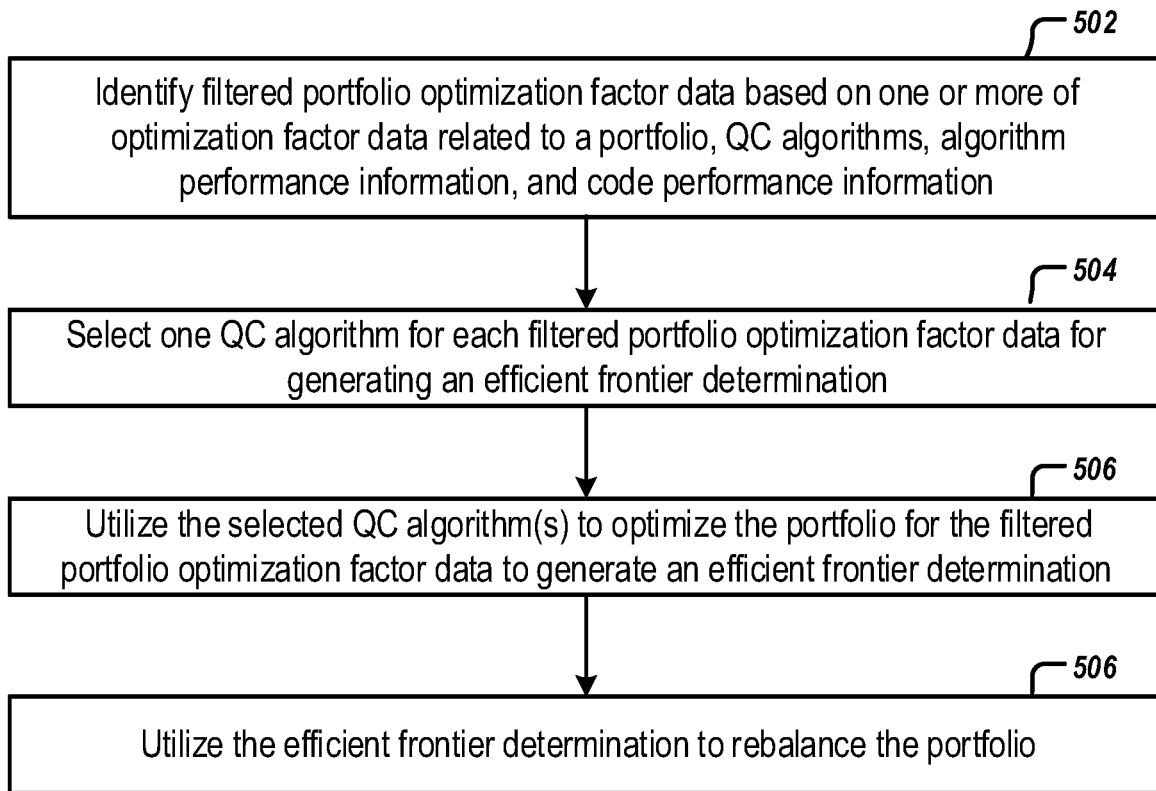 502
Identify filtered portfolio optimization factor data based on one or more of
optimization factor data related to a portfolio, QC algorithms, algorithm
performance information, and code performance information
504
Select one QC algorithm for each filtered portfolio optimization factor data for
generating an efficient frontier determination
506
Utilize the selected QC algorithm(s) to optimize the portfolio for the filtered
portfolio optimization factor data to generate an efficient frontier determination
506
Utilize the efficient frontier determination to rebalance the portfolio